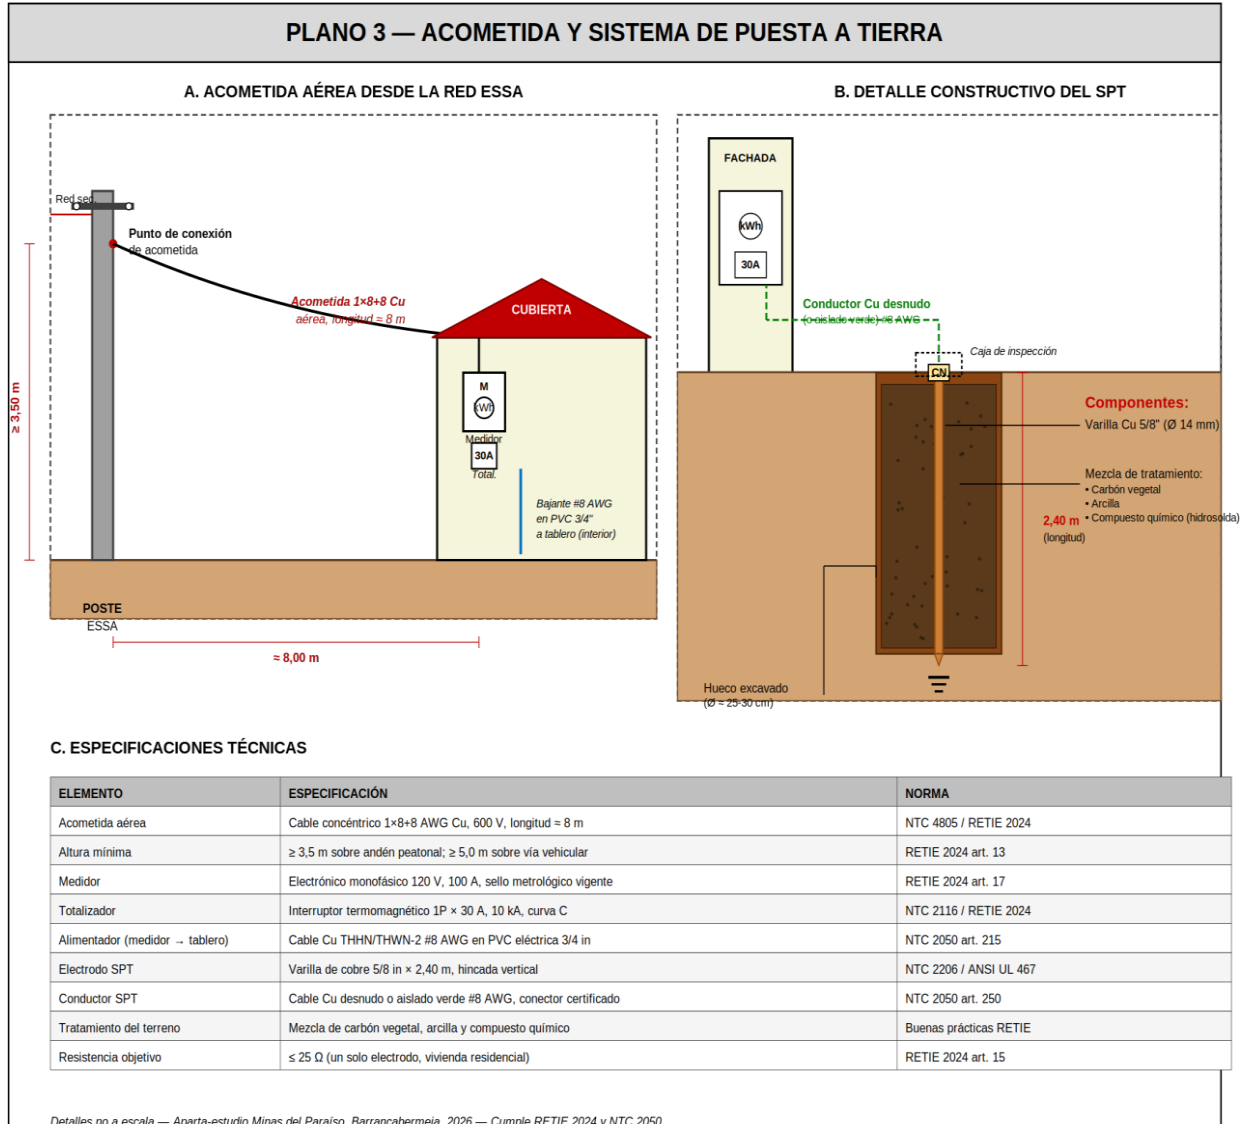 PLANO 3 — ACOMETIDA Y SISTEMA DE PUESTA A TIERRA
A. ACOMETIDA AÉREA DESDE LA RED ESSA
Red sec.
Punto de conexión
de acometida
Acometida 1×8+8 Cu
aérea, longitud ≈ 8 m
CUBIERTA
≥ 3,50 m
M
kWh
Medidor
30A
Total.
Bajante #8 AWG
en PVC 3/4"
a tablero (interior)
POSTE
ESSA
≈ 8,00 m
B. DETALLE CONSTRUCTIVO DEL SPT
FACHADA
kWh
30A
Conductor Cu desnudo
(o aislado verde) #8 AWG
Caja de inspección
CN
Componentes:
Varilla Cu 5/8" (Ø 14 mm)
Mezcla de tratamiento:
• Carbón vegetal
• Arcilla
• Compuesto químico (hidrosolda)
2,40 m
(longitud)
Hueco excavado
(Ø ≈ 25-30 cm)
C. ESPECIFICACIONES TÉCNICAS
ELEMENTO ESPECIFICACIÓN NORMA
Acometida aérea Cable concéntrico 1×8+8 AWG Cu, 600 V, longitud ≈ 8 m NTC 4805 / RETIE 2024
Altura mínima ≥ 3,5 m sobre andén peatonal; ≥ 5,0 m sobre vía vehicular RETIE 2024 art. 13
Medidor Electrónico monofásico 120 V, 100 A, sello metrológico vigente RETIE 2024 art. 17
Totalizador Interruptor termomagnético 1P × 30 A, 10 kA, curva C NTC 2116 / RETIE 2024
Alimentador (medidor → tablero) Cable Cu THHN/THWN-2 #8 AWG en PVC eléctrica 3/4 in NTC 2050 art. 215
Electrodo SPT Varilla de cobre 5/8 in × 2,40 m, hincada vertical NTC 2206 / ANSI UL 467
Conductor SPT Cable Cu desnudo o aislado verde #8 AWG, conector certificado NTC 2050 art. 250
Tratamiento del terreno Mezcla de carbón vegetal, arcilla y compuesto químico Buenas prácticas RETIE
Resistencia objetivo ≤ 25 Ω (un solo electrodo, vivienda residencial) RETIE 2024 art. 15
Detalles no a escala — Aparta-estudio Minas del Paraíso, Barrancabermeja, 2026 — Cumple RETIE 2024 y NTC 2050